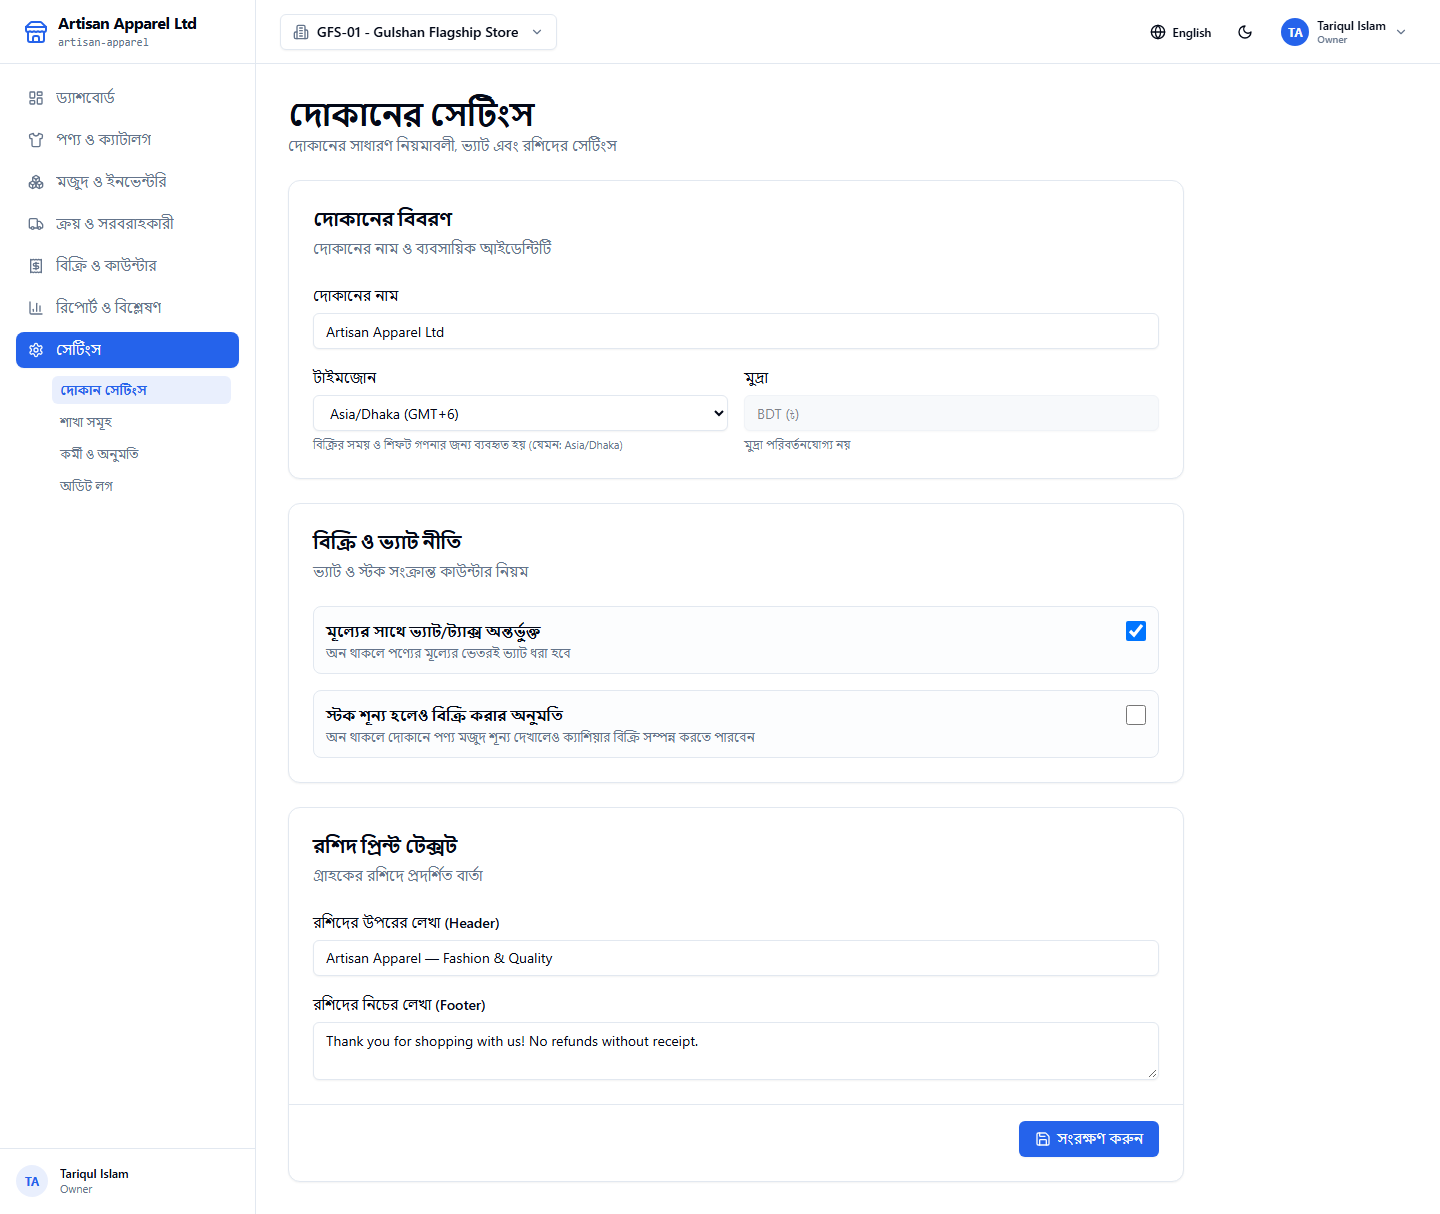 Artisan Apparel Ltd
artisan-apparel
GFS-01 - Gulshan Flagship Store
English
TA
Tariqul Islam
Owner
ড্যাশবোর্ড
পণ্য ও ক্যাটালগ
মজুদ ও ইনভেন্টরি
ক্রয় ও সরবরাহকারী
বিক্রি ও কাউন্টার
রিপোর্ট ও বিশ্লেষণ
সেটিংস
দোকান সেটিংস
শাখা সমূহ
কর্মী ও অনুমতি
অডিট লগ
দোকানের সেটিংস
দোকানের সাধারণ নিয়মাবলী, ভ্যাট এবং রশিদের সেটিংস
দোকানের বিবরণ
দোকানের নাম ও ব্যবসায়িক আইডেন্টিটি
দোকানের নাম
Artisan Apparel Ltd
টাইমজোন
মুদ্রা
Asia/Dhaka (GMT+6)
BDT (৳)
বিক্রির সময় ও শিফট গণনার জন্য ব্যবহৃত হয় (যেমন: Asia/Dhaka)
মুদ্রা পরিবর্তনযোগ্য নয়
বিক্রি ও ভ্যাট নীতি
ভ্যাট ও স্টক সংক্রান্ত কাউন্টার নিয়ম
মূল্যের সাথে ভ্যাট/ট্যাক্স অন্তর্ভুক্ত
অন থাকলে পণ্যের মূল্যের ভেতরই ভ্যাট ধরা হবে
স্টক শূন্য হলেও বিক্রি করার অনুমতি
অন থাকলে দোকানে পণ্য মজুদ শূন্য দেখালেও ক্যাশিয়ার বিক্রি সম্পন্ন করতে পারবেন
রশিদ প্রিন্ট টেক্সট
গ্রাহকের রশিদে প্রদর্শিত বার্তা
রশিদের উপরের লেখা (Header)
Artisan Apparel — Fashion & Quality
রশিদের নিচের লেখা (Footer)
Thank you for shopping with us! No refunds without receipt.
সংরক্ষণ করুন
TA
Tariqul Islam
Owner